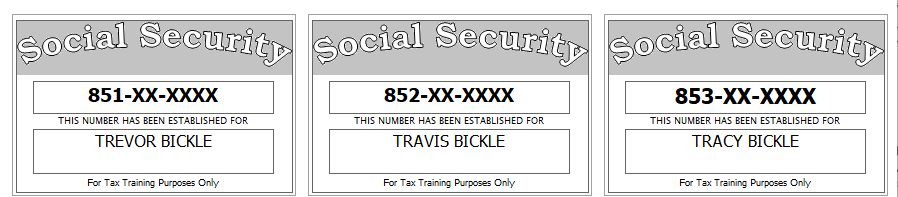 Social Security
851-XX-XXXX
THIS NUMBER HAS BEEN ESTABLISHED FOR
TREVOR BICKLE
For Tax Training Purposes Only
Social Security
852-XX-XXXX
THIS NUMBER HAS BEEN ESTABLISHED FOR
TRAVIS BICKLE
For Tax Training Purposes Only
Social Security
853-XX-XXXX
THIS NUMBER HAS BEEN ESTABLISHED FOR
TRACY BICKLE
For Tax Training Purposes Only